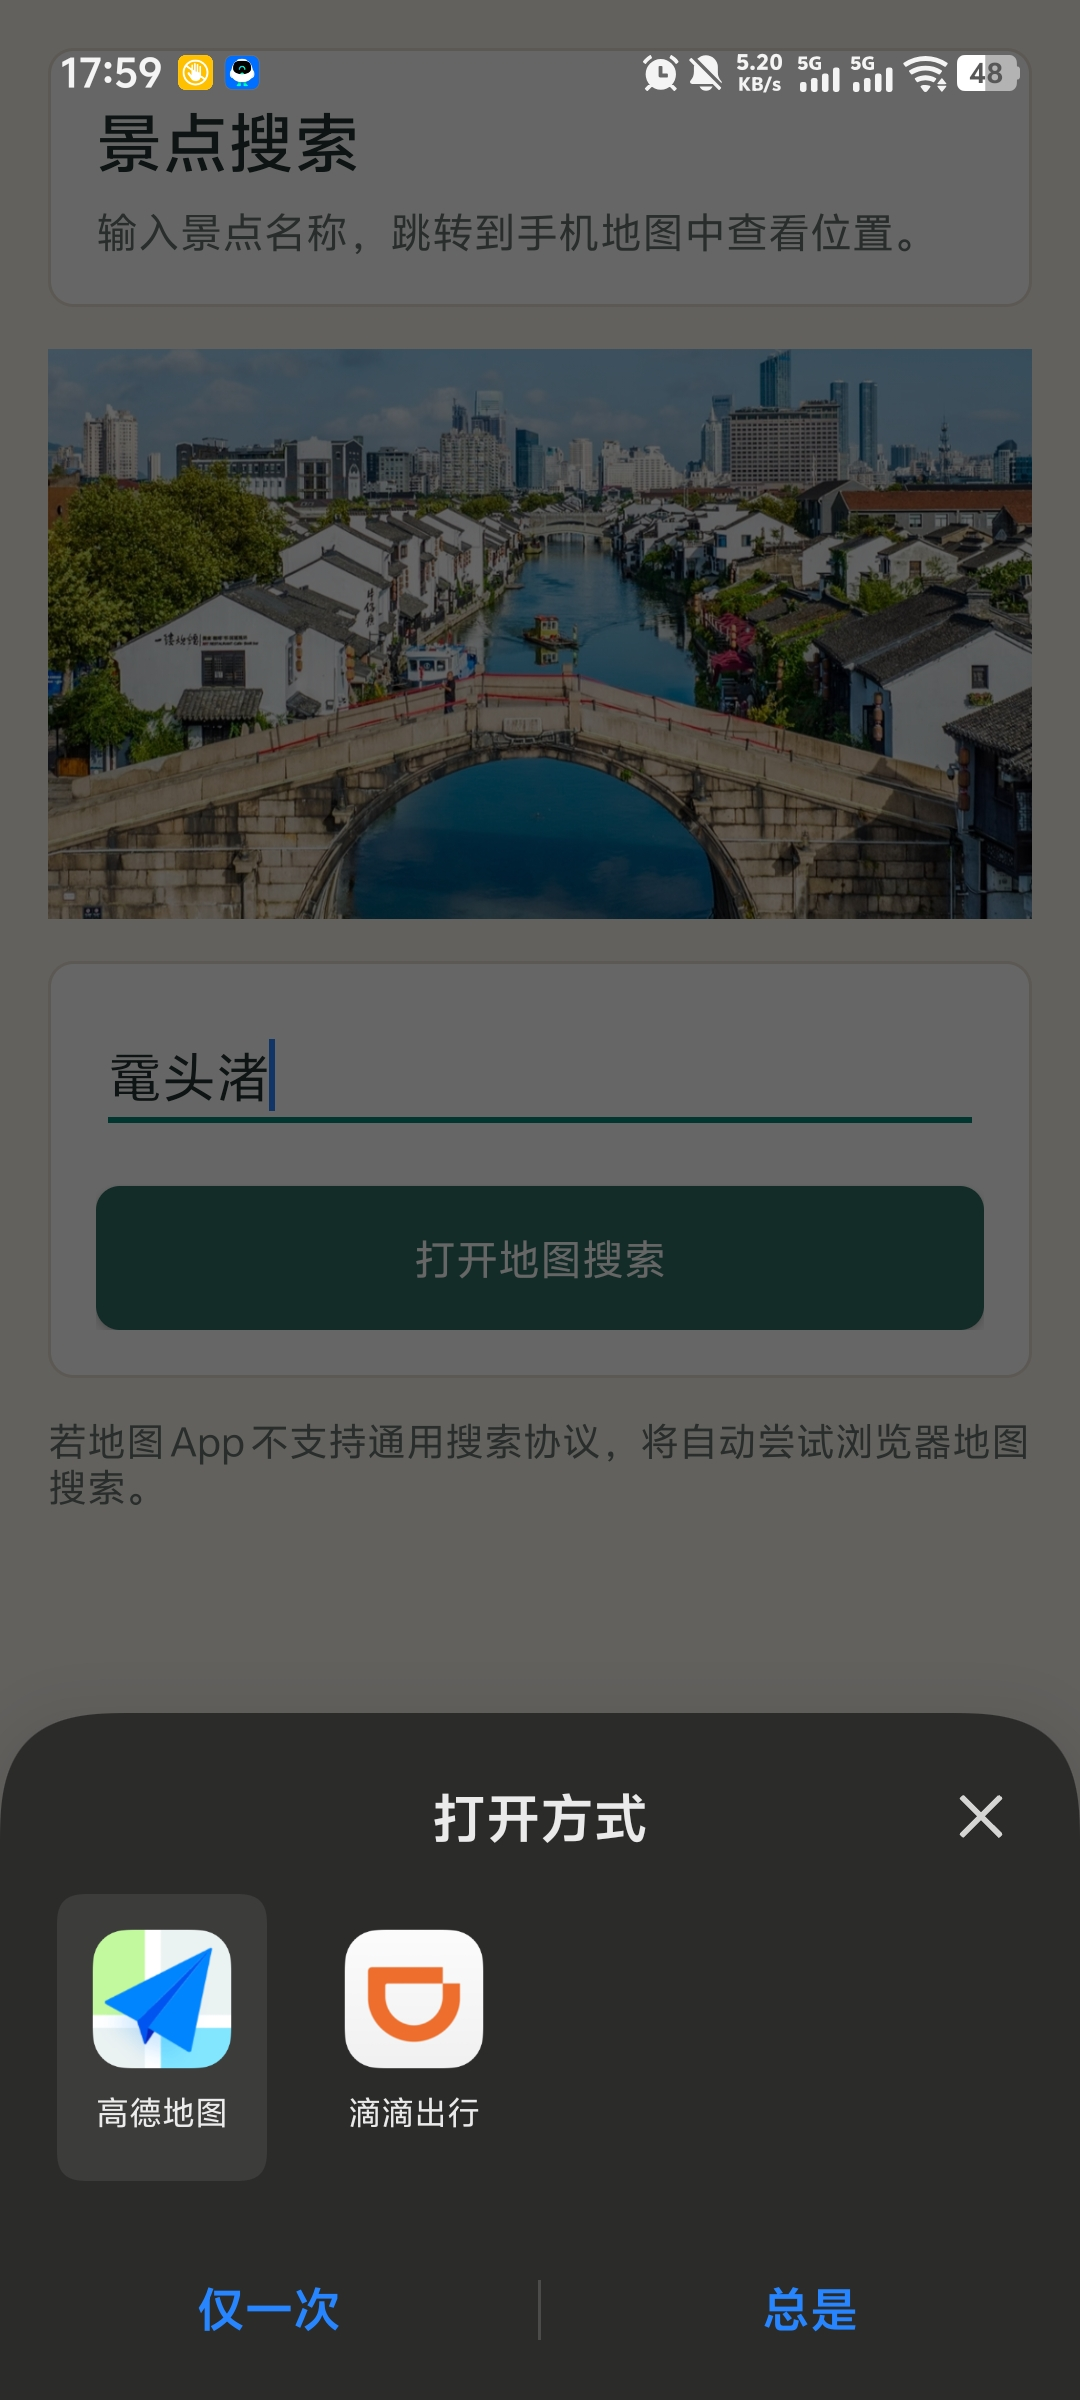 17:59
5.20 KB/s 5G 5G 48
景点搜索
输入景点名称，跳转到手机地图中查看位置。
鼋头渚
打开地图搜索
若地图App不支持通用搜索协议，将自动尝试浏览器地图
搜索。
打开方式
高德地图 滴滴出行
仅一次 总是